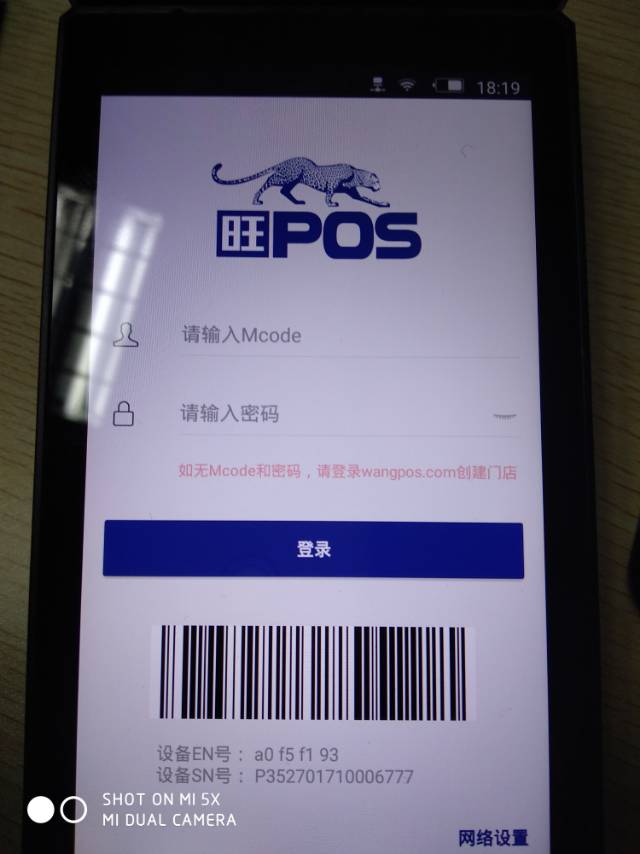 18:19
旺POS
请输入Mcode
请输入密码
如无Mcode和密码，请登录wangpos.com创建门店
登录
设备EN号： a0 f5 f1 93
设备SN号： P352701710006777
网络设置
SHOT ON MI 5X
MI DUAL CAMERA